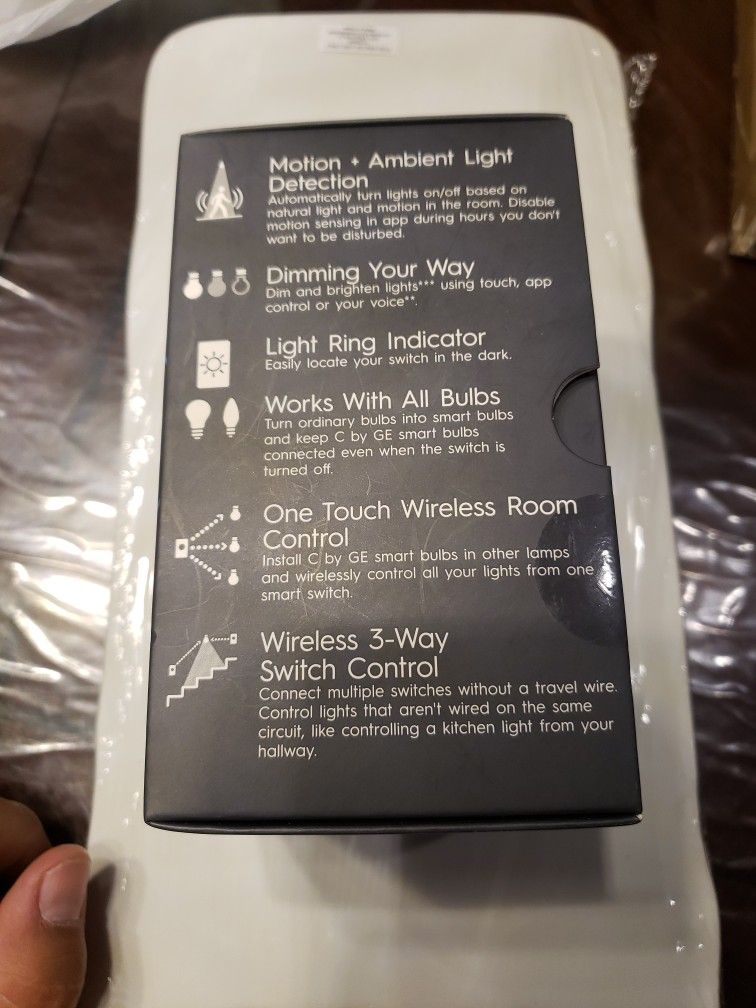 Motion + Ambient Light
Detection
Automatically turn lights on/off based on
natural light and motion in the room. Disable
motion sensing in app during hours you don't
want to be disturbed.
Dimming Your Way
Dim and brighten lights*** using touch, app
control or your voice**.
Light Ring Indicator
Easily locate your switch in the dark.
Works With All Bulbs
Turn ordinary bulbs into smart bulbs
and keep C by GE smart bulbs
connected even when the switch is
turned off.
One Touch Wireless Room
Control
Install C by GE smart bulbs in other lamps
and wirelessly control all your lights from one
smart switch.
Wireless 3-Way
Switch Control
Connect multiple switches without a travel wire.
Control lights that aren't wired on the same
circuit, like controlling a kitchen light from your
hallway.